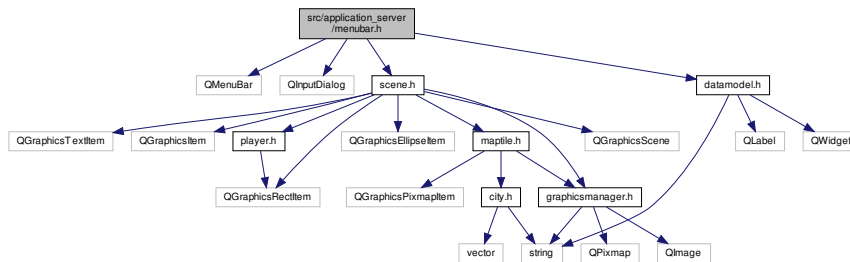 src/application_server
/menubar.h
QMenuBar
QInputDialog
scene.h
datamodel.h
QGraphicsTextItem
QGraphicsItem
player.h
QGraphicsEllipseItem
maptile.h
QGraphicsScene
QLabel
QWidget
QGraphicsRectItem
QGraphicsPixmapItem
city.h
graphicsmanager.h
vector
string
QPixmap
QImage